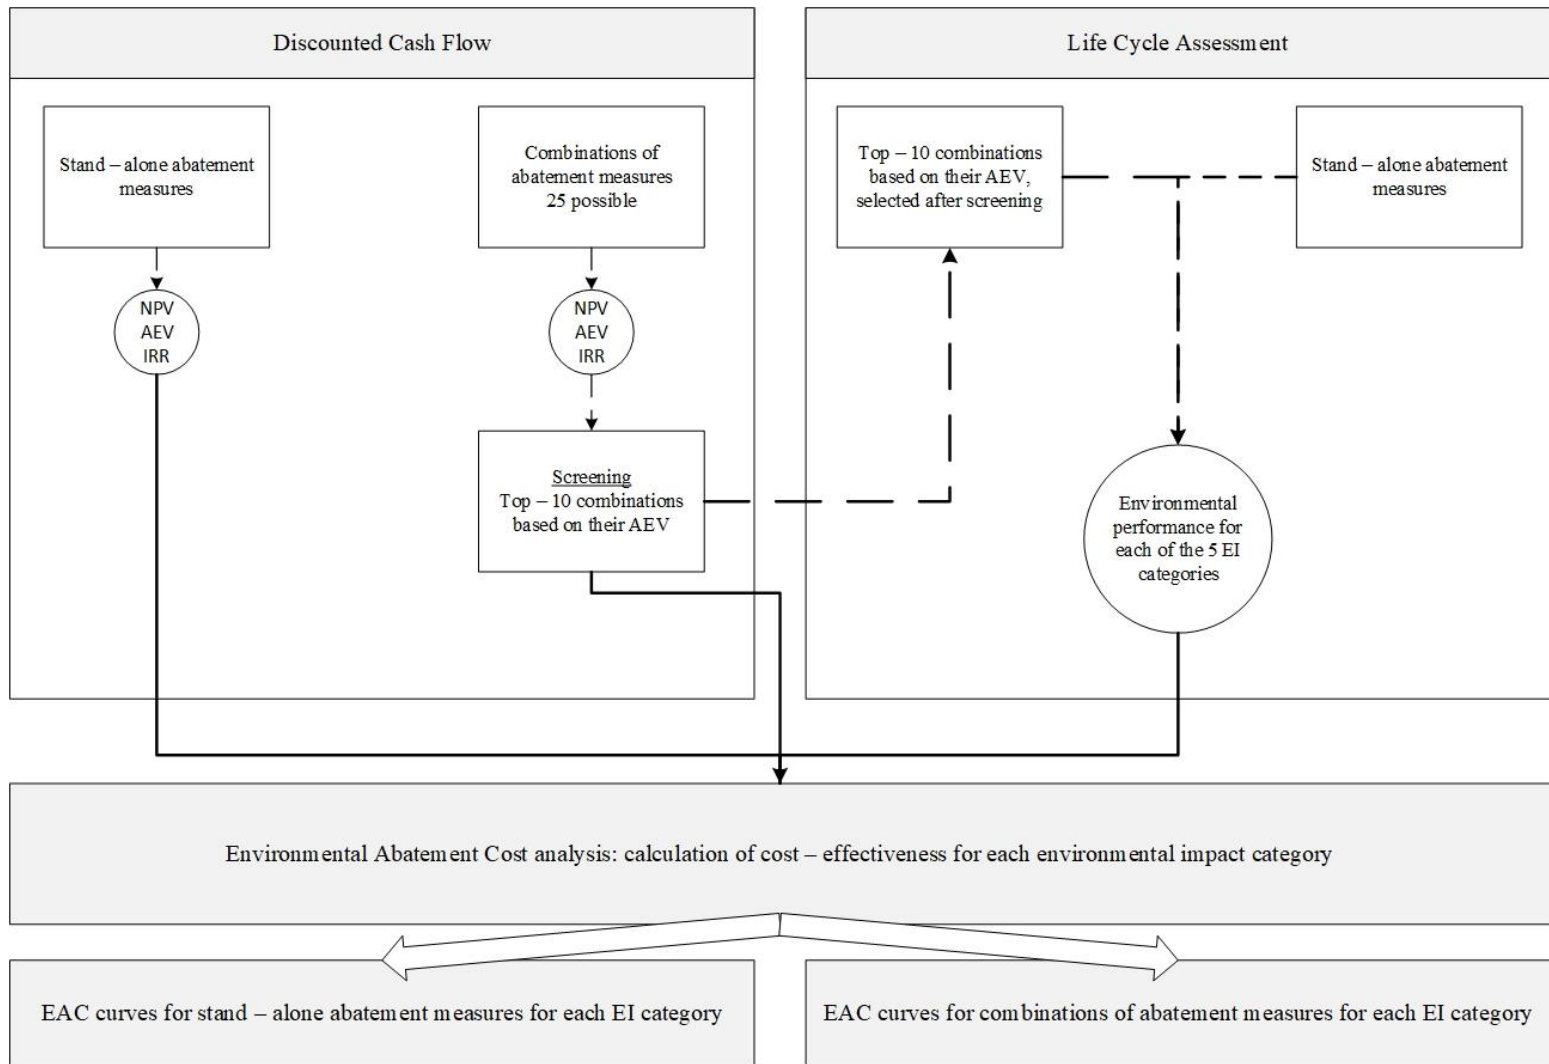 Discounted Cash Flow
Life Cycle Assessment
Stand – alone abatement
measures
Combinations of
abatement measures
25 possible
Top – 10 combinations
based on their AEV,
selected after screening
Stand – alone abatement
measures
NPV
AEV
IRR
NPV
AEV
IRR
Screening
Top – 10 combinations
based on their AEV
Environmental
performance for
each of the 5 EI
categories
Environmental Abatement Cost analysis: calculation of cost – effectiveness for each environmental impact category
EAC curves for stand – alone abatement measures for each EI category
EAC curves for combinations of abatement measures for each EI category